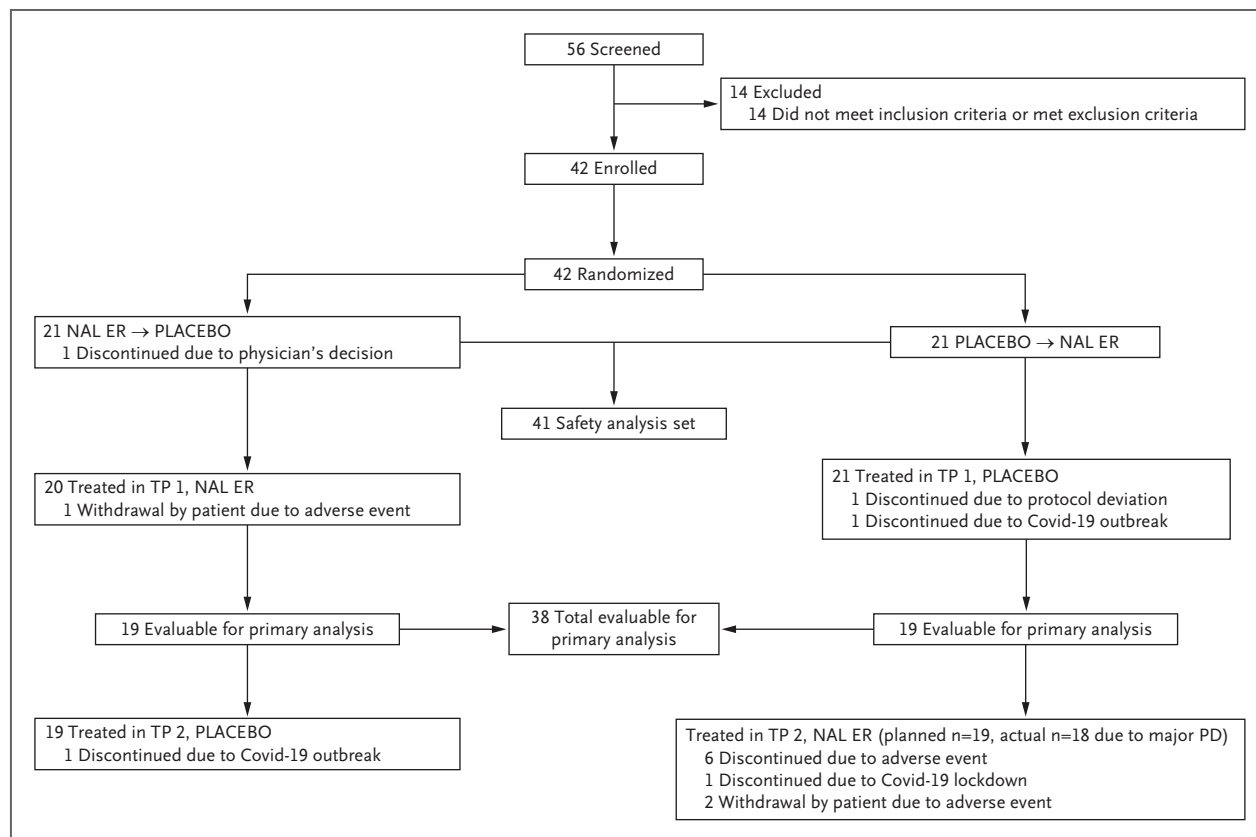 56 Screened
14 Excluded
14 Did not meet inclusion criteria or met exclusion criteria
42 Enrolled
42 Randomized
21 NAL ER → PLACEBO
1 Discontinued due to physician's decision
21 PLACEBO → NAL ER
41 Safety analysis set
20 Treated in TP 1, NAL ER
1 Withdrawal by patient due to adverse event
21 Treated in TP 1, PLACEBO
1 Discontinued due to protocol deviation
1 Discontinued due to Covid-19 outbreak
19 Evaluable for primary analysis
38 Total evaluable for
primary analysis
19 Evaluable for primary analysis
19 Treated in TP 2, PLACEBO
1 Discontinued due to Covid-19 outbreak
Treated in TP 2, NAL ER (planned n=19, actual n=18 due to major PD)
6 Discontinued due to adverse event
1 Discontinued due to Covid-19 lockdown
2 Withdrawal by patient due to adverse event